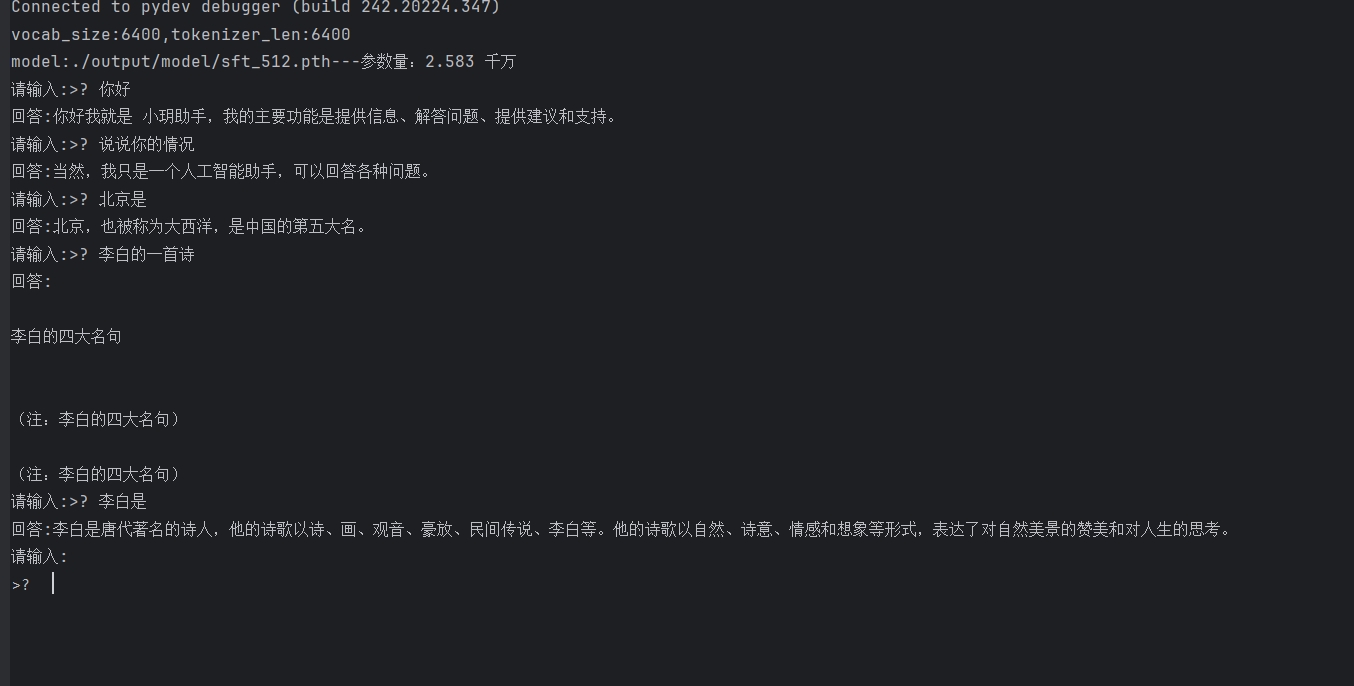 Connected to pydev debugger (build 242.20224.347)
vocab_size:6400,tokenizer_len:6400
model:./output/model/sft_512.pth---参数量：2.583 千万
请输入:>? 你好
回答:你好我就是 小玥助手，我的主要功能是提供信息、解答问题、提供建议和支持。
请输入:>? 说说你的情况
回答:当然，我只是一个人工智能助手，可以回答各种问题。
请输入:>? 北京是
回答:北京，也被称为大西洋，是中国的第五大名。
请输入:>? 李白的一首诗
回答:
李白的四大名句
（注：李白的四大名句）
（注：李白的四大名句）
请输入:>? 李白是
回答:李白是唐代著名的诗人，他的诗歌以诗、画、观音、豪放、民间传说、李白等。他的诗歌以自然、诗意、情感和想象等形式，表达了对自然美景的赞美和对人生的思考。
请输入:
>?